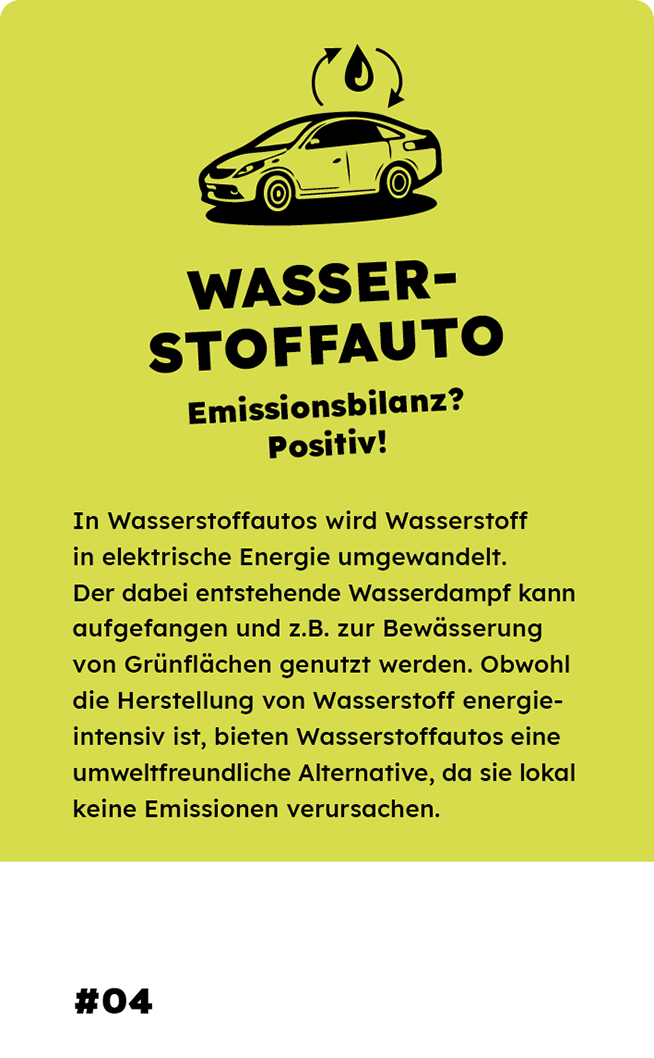 WASSER-
STOFFAUTO
Emissionsbilanz?
Positiv!
In Wasserstoffautos wird Wasserstoff
in elektrische Energie umgewandelt.
Der dabei entstehende Wasserdampf kann
aufgefangen und z.B. zur Bewässerung
von Grünflächen genutzt werden. Obwohl
die Herstellung von Wasserstoff energie-
intensiv ist, bieten Wasserstoffautos eine
umweltfreundliche Alternative, da sie lokal
keine Emissionen verursachen.
#04